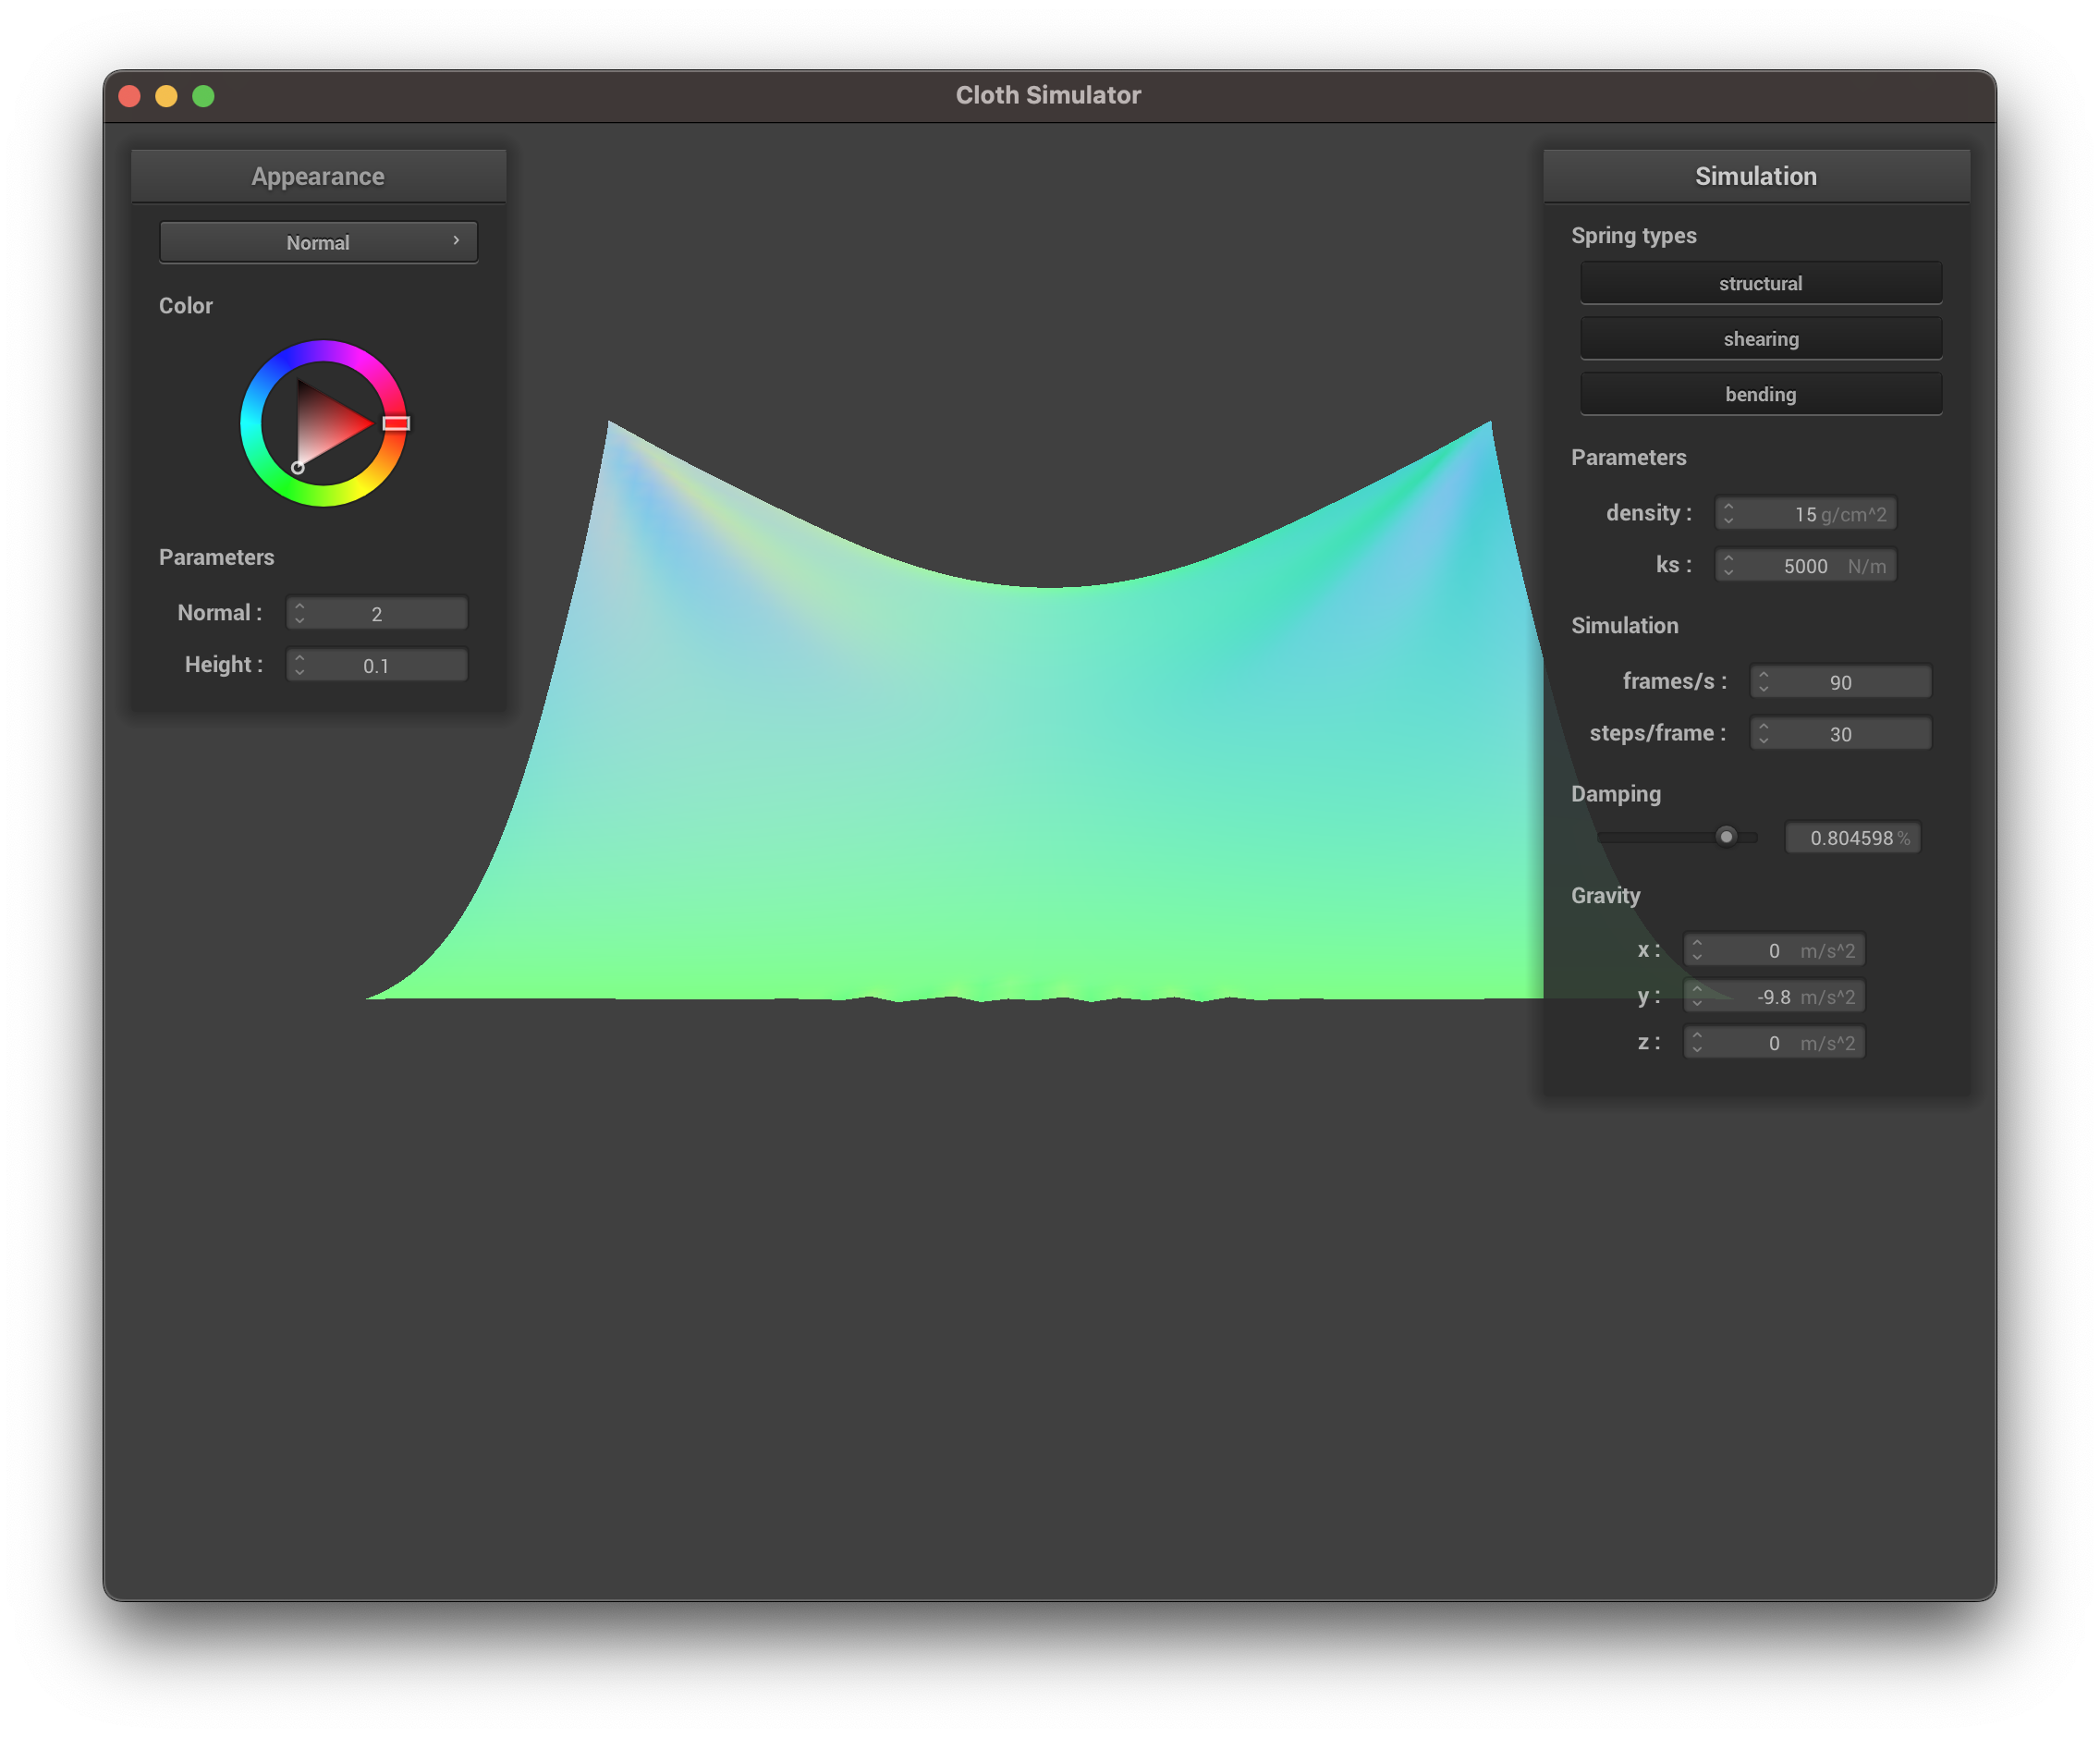 Cloth Simulator
Appearance
Normal
Color
Parameters
Normal : 2
Height : 0.1
Simulation
Spring types
structural
shearing
bending
Parameters
density : 15 g/cm^2
ks : 5000 N/m
Simulation
frames/s : 90
steps/frame : 30
Damping
0.804598 %
Gravity
x : 0 m/s^2
y : -9.8 m/s^2
z : 0 m/s^2